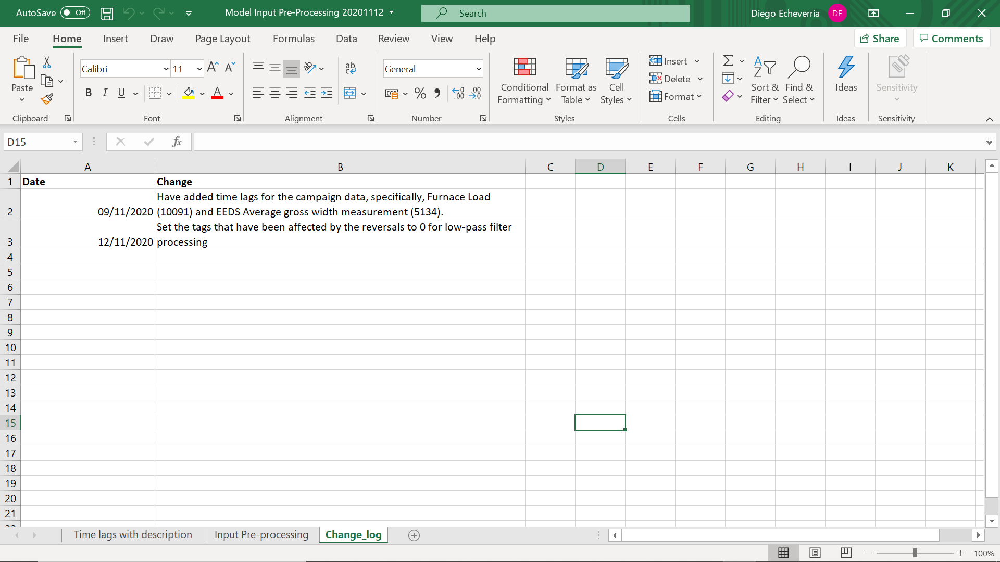 AutoSave Off Model Input Pre-Processing 20201112 Search Diego Echeverria DE
File Home Insert Draw Page Layout Formulas Data Review View Help Share Comments
Paste
Clipboard
Calibri 11
B I U A
Font
ab
Alignment
General
% , .00 .00
Number
Conditional Formatting
Format as Table
Cell Styles
Styles
Insert
Delete
Format
Cells
Sort & Filter
Find & Select
Editing
Ideas
Ideas
Sensitivity
Sensitivity
D15 fx
A B C D E F G H I J K
1 Date Change
Have added time lags for the campaign data, specifically, Furnace Load
2 09/11/2020 (10091) and EEDS Average gross width measurement (5134).
Set the tags that have been affected by the reversals to 0 for low-pass filter
3 12/11/2020 processing
4
5
6
7
8
9
10
11
12
13
14
15
16
17
18
19
20
21
22
Time lags with description Input Pre-processing Change_log
100%